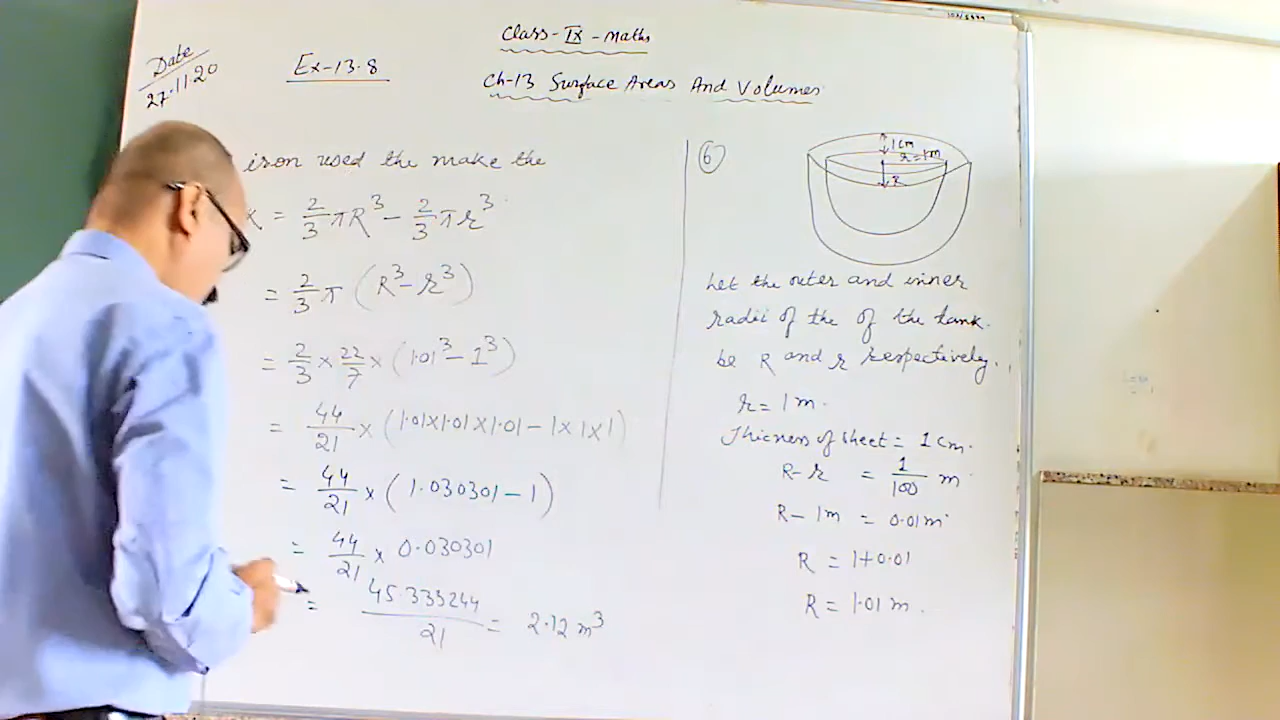 Class-IX-Maths
Date
27.11.20
Ex-13.8
Ch-13 Surface Areas And Volumes
iron used the make the
K = 2/3 πR³ - 2/3 πr³
= 2/3 π (R³ - r³)
= 2/3 × 22/7 × (1.01³ - 1³)
= 44/21 × (1.01×1.01×1.01 - 1×1×1)
= 44/21 × (1.030301 - 1)
= 44/21 × 0.030301
= 45.333244/21 = 2.12 m³
6
1cm
r=1m
R
Let the outer and inner
radii of the of the tank.
be R and r respectively.
r = 1m.
Thicness of sheet = 1cm.
R-r = 1/100 m
R-1m = 0.01m
R = 1+0.01
R = 1.01 m.